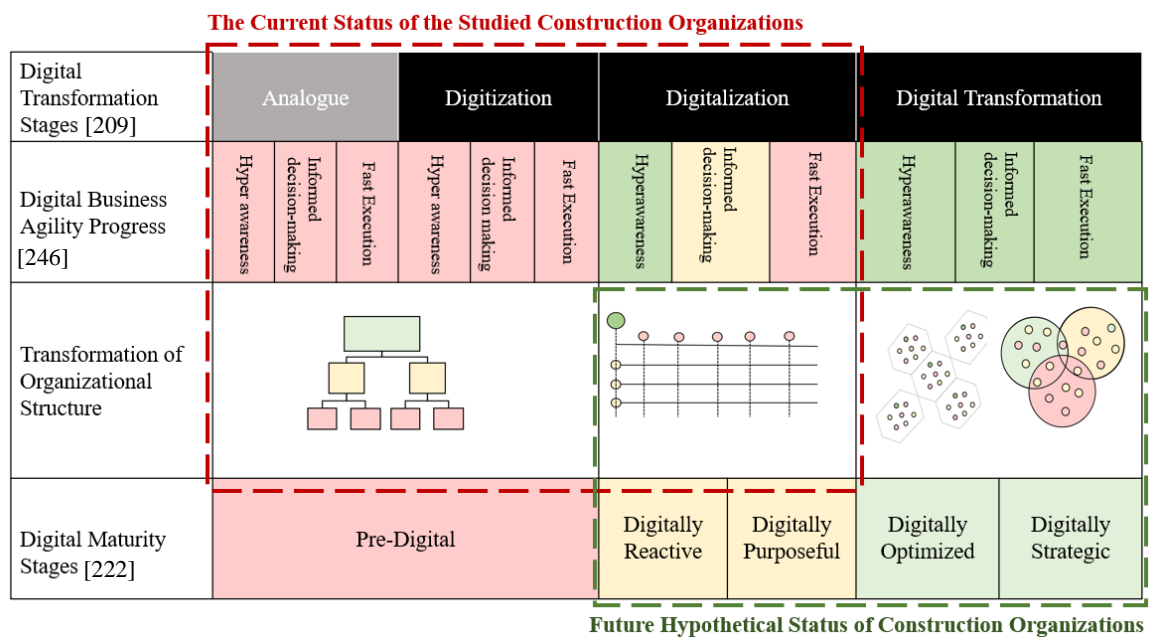 The Current Status of the Studied Construction Organizations
Digital
Transformation
Stages [209]
Analogue
Digitization
Digitalization
Digital Transformation
Digital Business
Agility Progress
[246]
Hyper awareness
Informed
decision-making
Fast Execution
Hyper awareness
Informed
decision making
Fast Execution
Hyperawareness
Informed
decision-making
Fast Execution
Hyperawareness
Informed
decision-making
Fast Execution
Transformation of
Organizational
Structure
Digital Maturity
Stages [222]
Pre-Digital
Digitally
Reactive
Digitally
Purposeful
Digitally
Optimized
Digitally
Strategic
Future Hypothetical Status of Construction Organizations